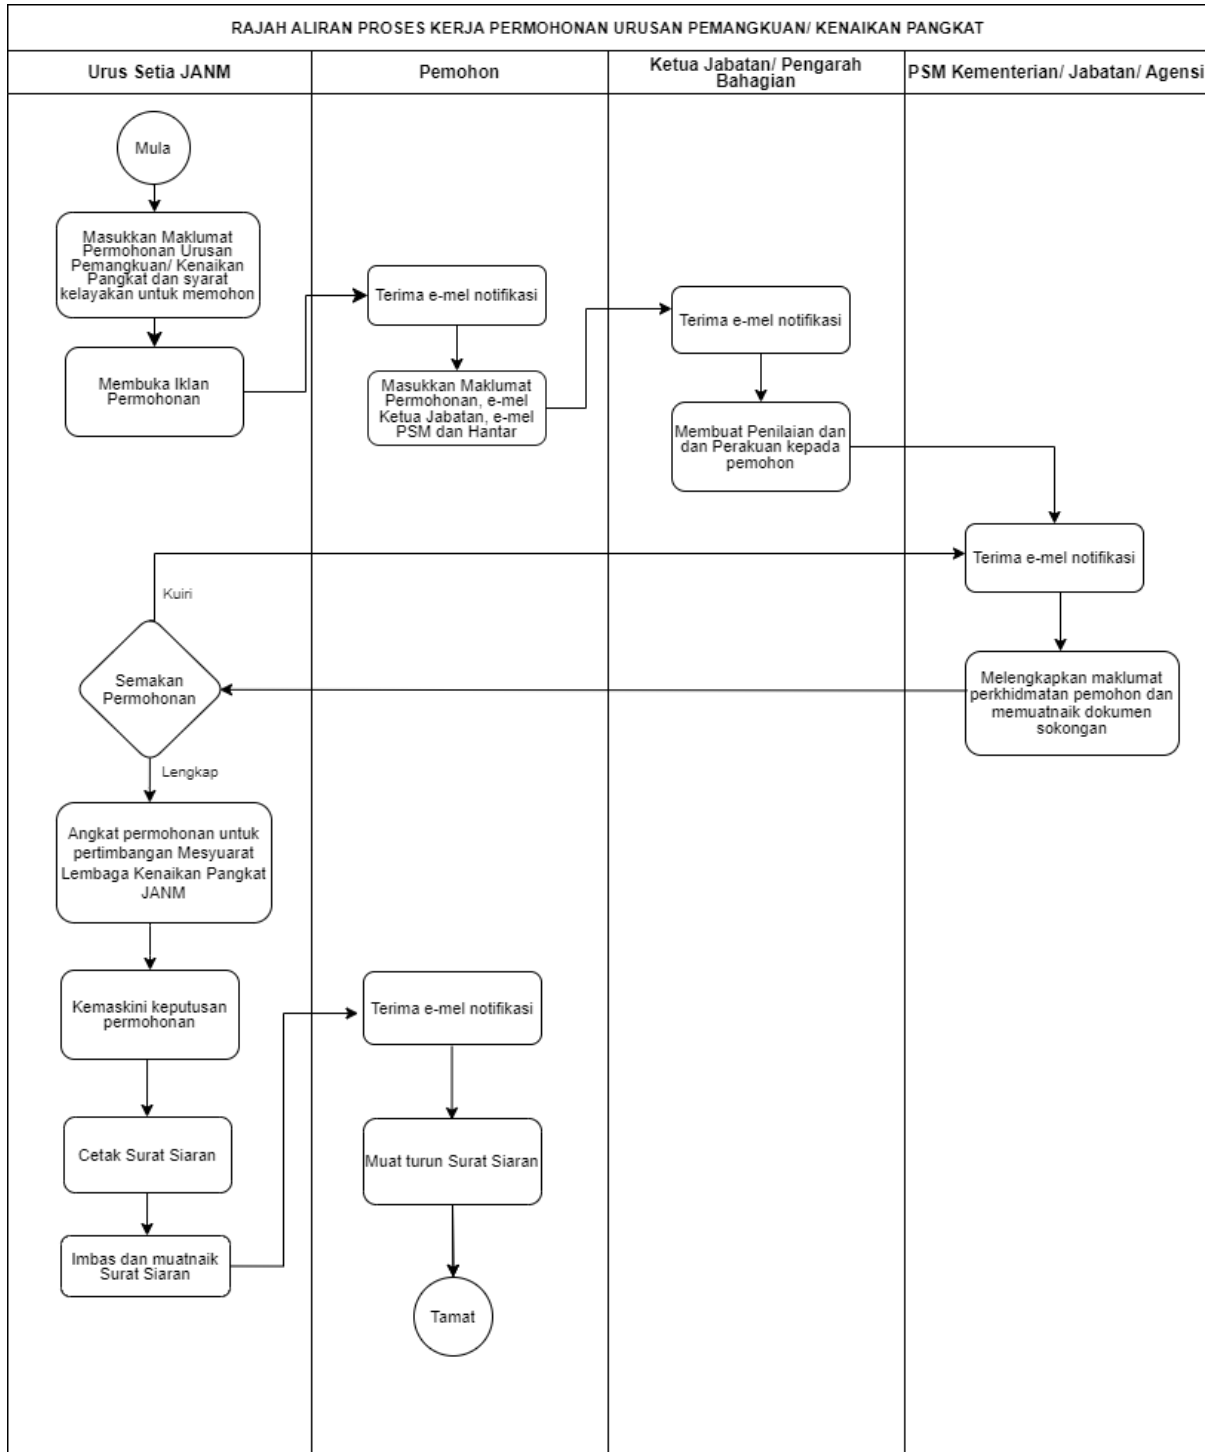 RAJAH ALIRAN PROSES KERJA PERMOHONAN URUSAN PEMANGKUAN/ KENAIKAN PANGKAT
Urus Setia JANM
Pemohon
Ketua Jabatan/ Pengarah
Bahagian
PSM Kementerian/ Jabatan/ Agensi
Mula
Masukkan Maklumat
Permohonan Urusan
Pemangkuan/ Kenaikan
Pangkat dan syarat
kelayakan untuk memohon
Membuka Iklan
Permohonan
Terima e-mel notifikasi
Masukkan Maklumat
Permohonan, e-mel
Ketua Jabatan, e-mel
PSM dan Hantar
Terima e-mel notifikasi
Membuat Penilaian dan
dan Perakuan kepada
pemohon
Terima e-mel notifikasi
Melengkapkan maklumat
perkhidmatan pemohon dan
memuatnaik dokumen
sokongan
Kuiri
Semakan
Permohonan
Lengkap
Angkat permohonan untuk
pertimbangan Mesyuarat
Lembaga Kenaikan Pangkat
JANM
Kemaskini keputusan
permohonan
Cetak Surat Siaran
Imbas dan muatnaik
Surat Siaran
Terima e-mel notifikasi
Muat turun Surat Siaran
Tamat